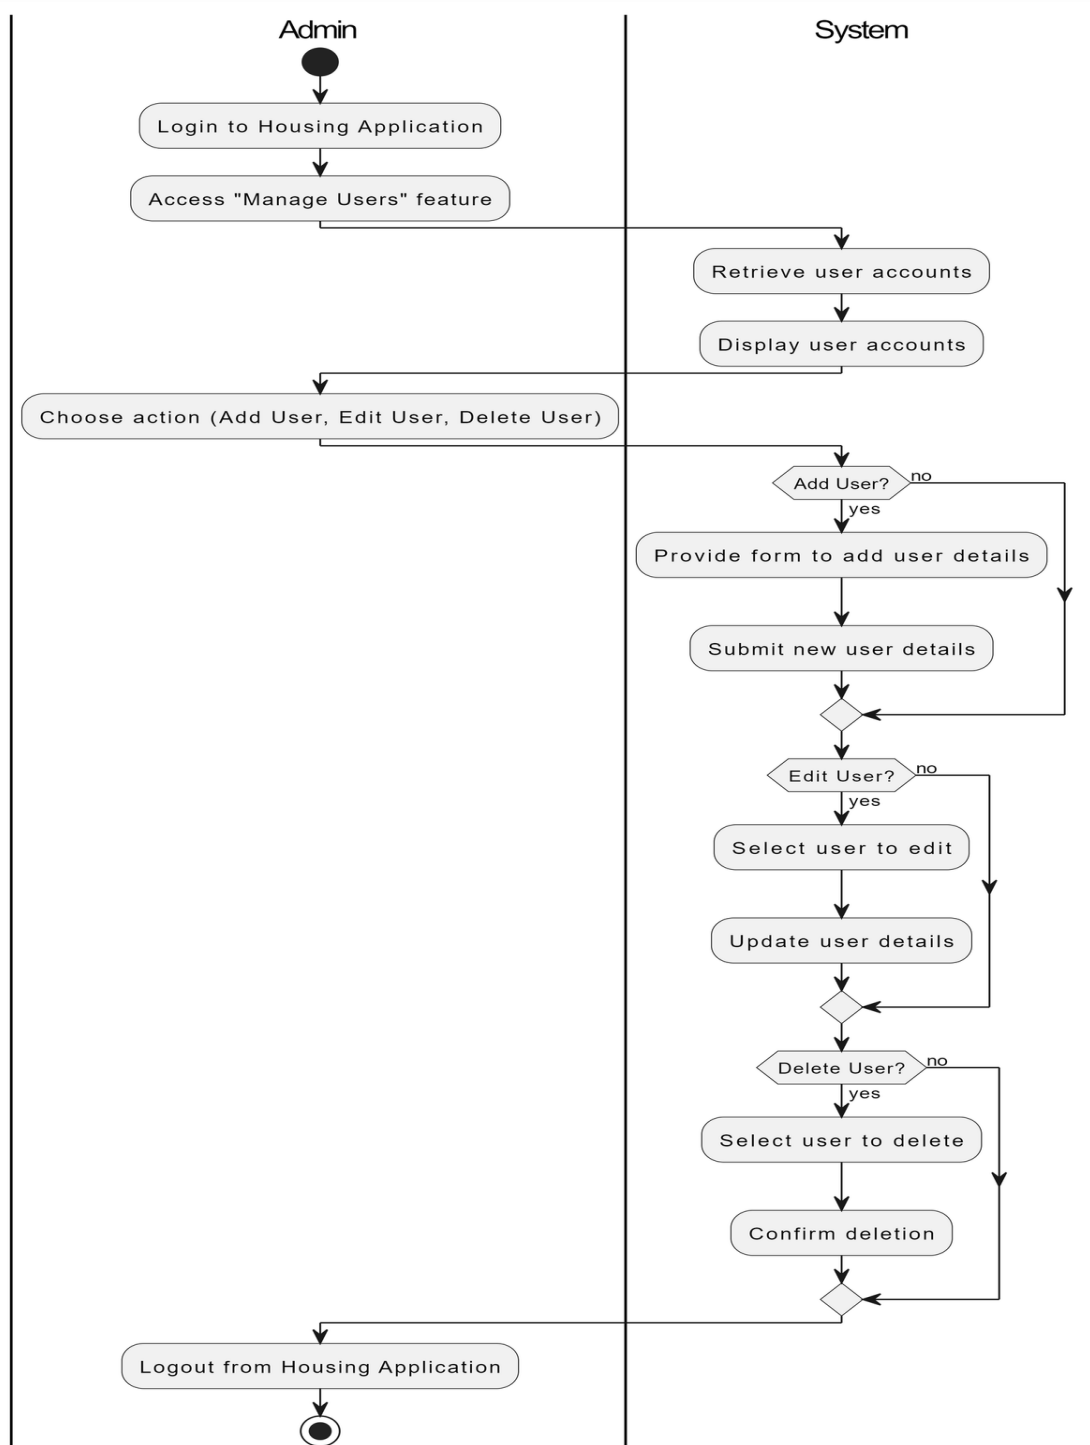 Admin
System
Login to Housing Application
Access "Manage Users" feature
Retrieve user accounts
Display user accounts
Choose action (Add User, Edit User, Delete User)
Add User?
no
yes
Provide form to add user details
Submit new user details
Edit User?
no
yes
Select user to edit
Update user details
Delete User?
no
yes
Select user to delete
Confirm deletion
Logout from Housing Application